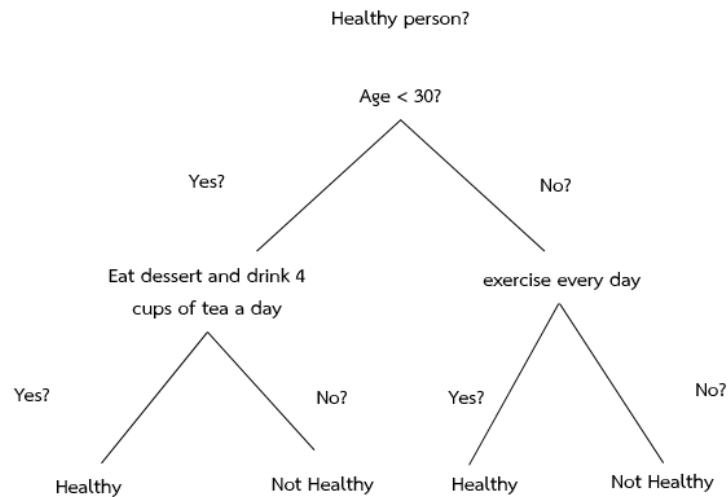 Healthy person?
Age < 30?
Yes?
No?
Eat dessert and drink 4
cups of tea a day
exercise every day
Yes?
No?
Yes?
No?
Healthy
Not Healthy
Healthy
Not Healthy